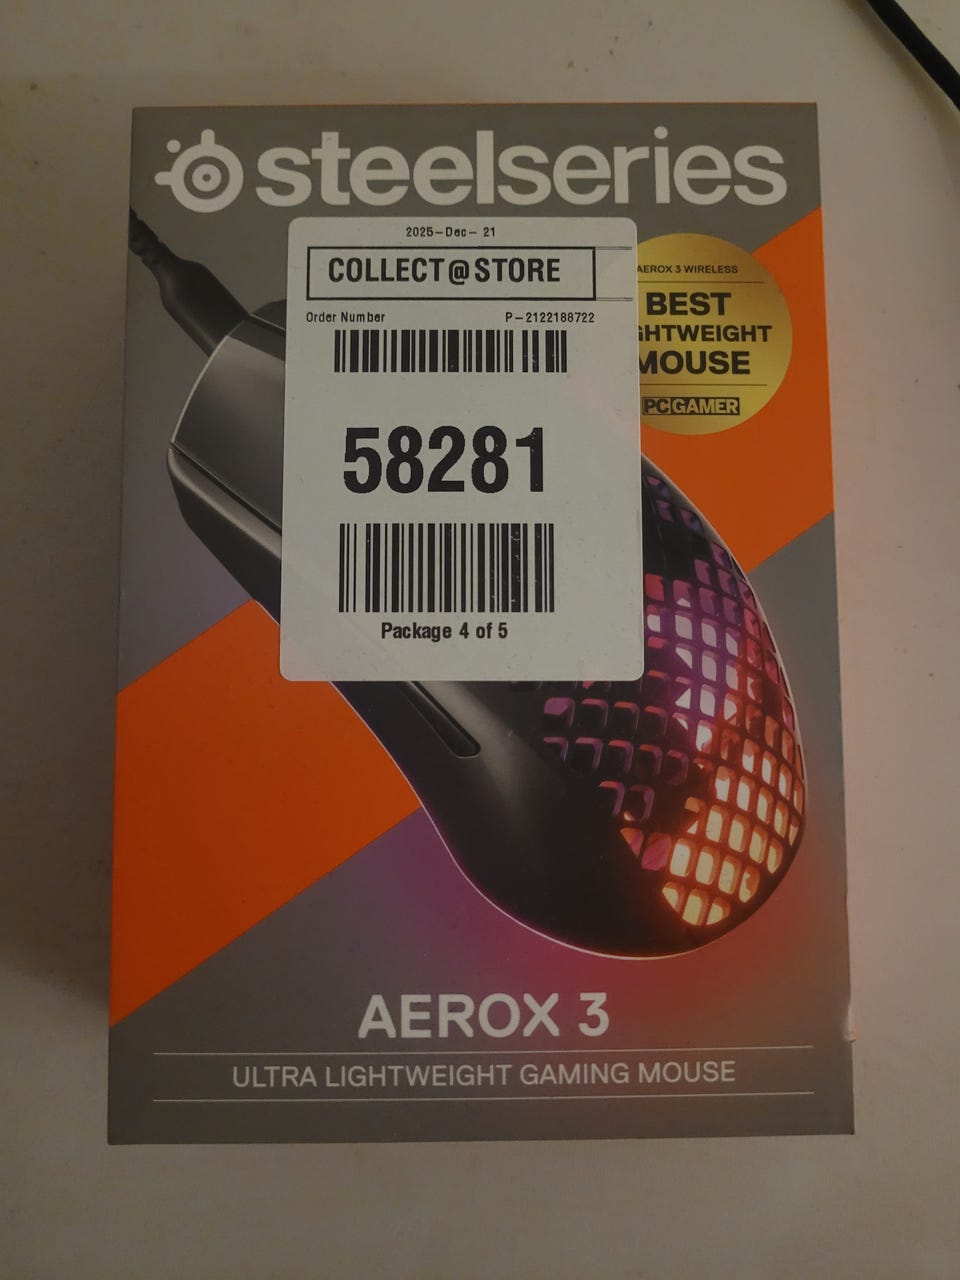 steelseries
2025-Dec- 21
COLLECT@STORE
Order Number P-2122188722
58281
Package 4 of 5
AEROX 3 WIRELESS
BEST
MOUSE
PCGAMER
AEROX 3
ULTRA LIGHTWEIGHT GAMING MOUSE